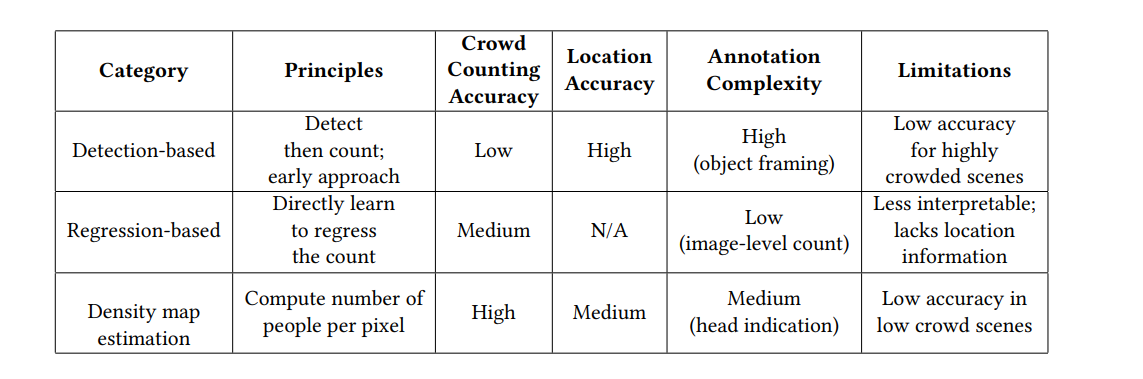 Category
Principles
Crowd
Counting
Accuracy
Location
Accuracy
Annotation
Complexity
Limitations
Detection-based
Detect
then count;
early approach
Low
High
High
(object framing)
Low accuracy
for highly
crowded scenes
Regression-based
Directly learn
to regress
the count
Medium
N/A
Low
(image-level count)
Less interpretable;
lacks location
information
Density map
estimation
Compute number of
people per pixel
High
Medium
Medium
(head indication)
Low accuracy in
low crowd scenes